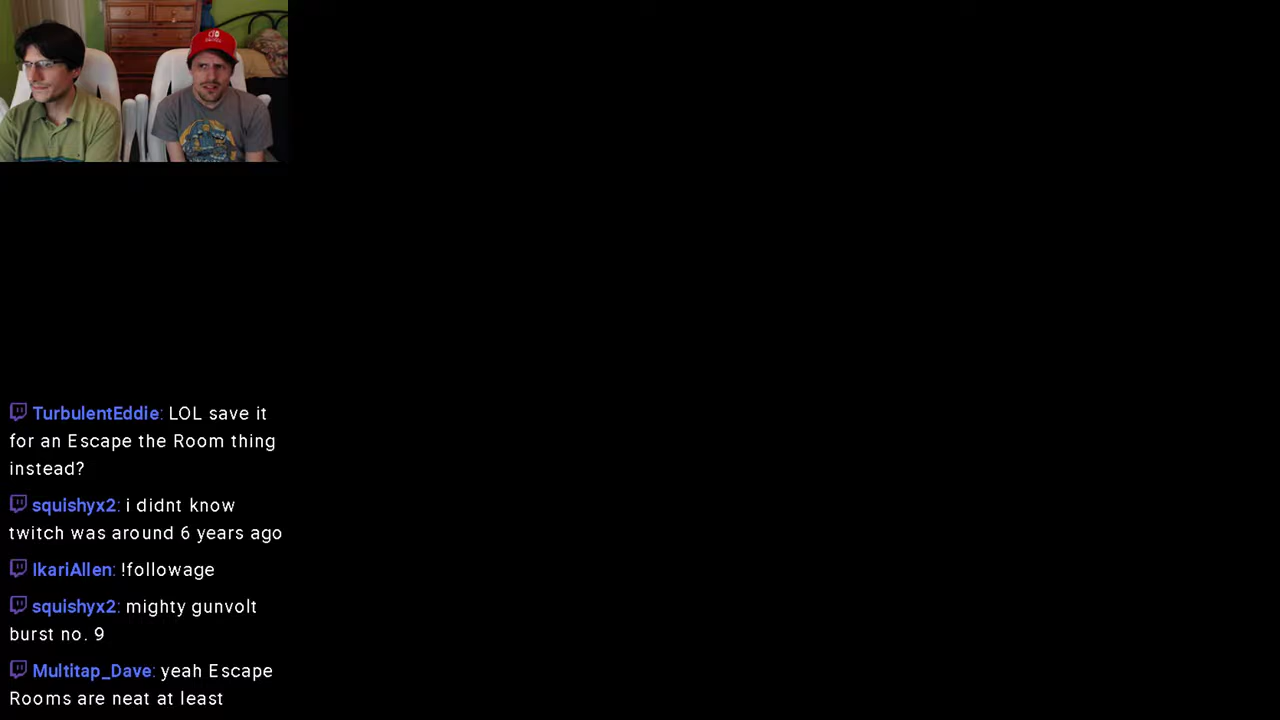 TurbulentEddie: LOL save it
for an Escape the Room thing
instead?
squishyx2: i didnt know
twitch was around 6 years ago
IkariAllen: !followage
squishyx2: mighty gunvolt
burst no. 9
Multitap_Dave: yeah Escape
Rooms are neat at least